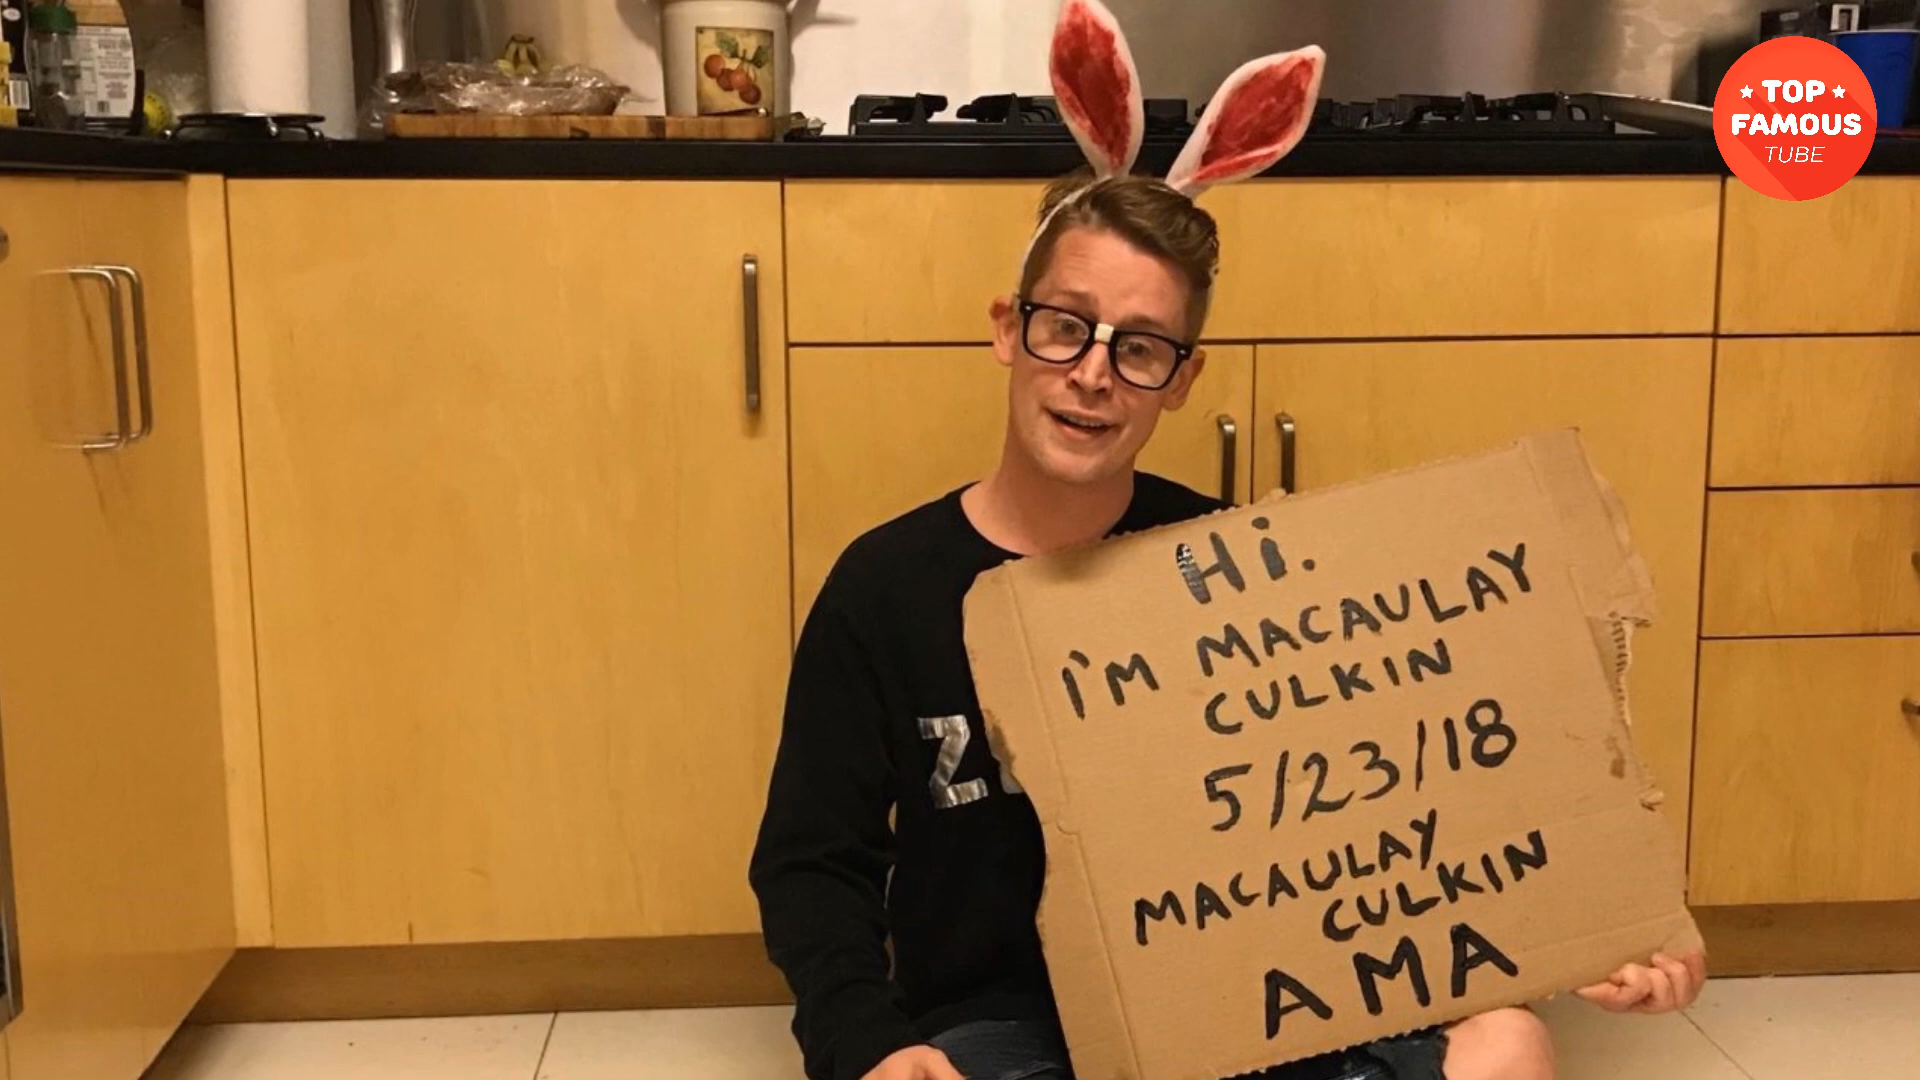 TOP
FAMOUS
TUBE
Hi.
I'M MACAULAY
CULKIN
5/23/18
MACAULAY
CULKIN
AMA
Z